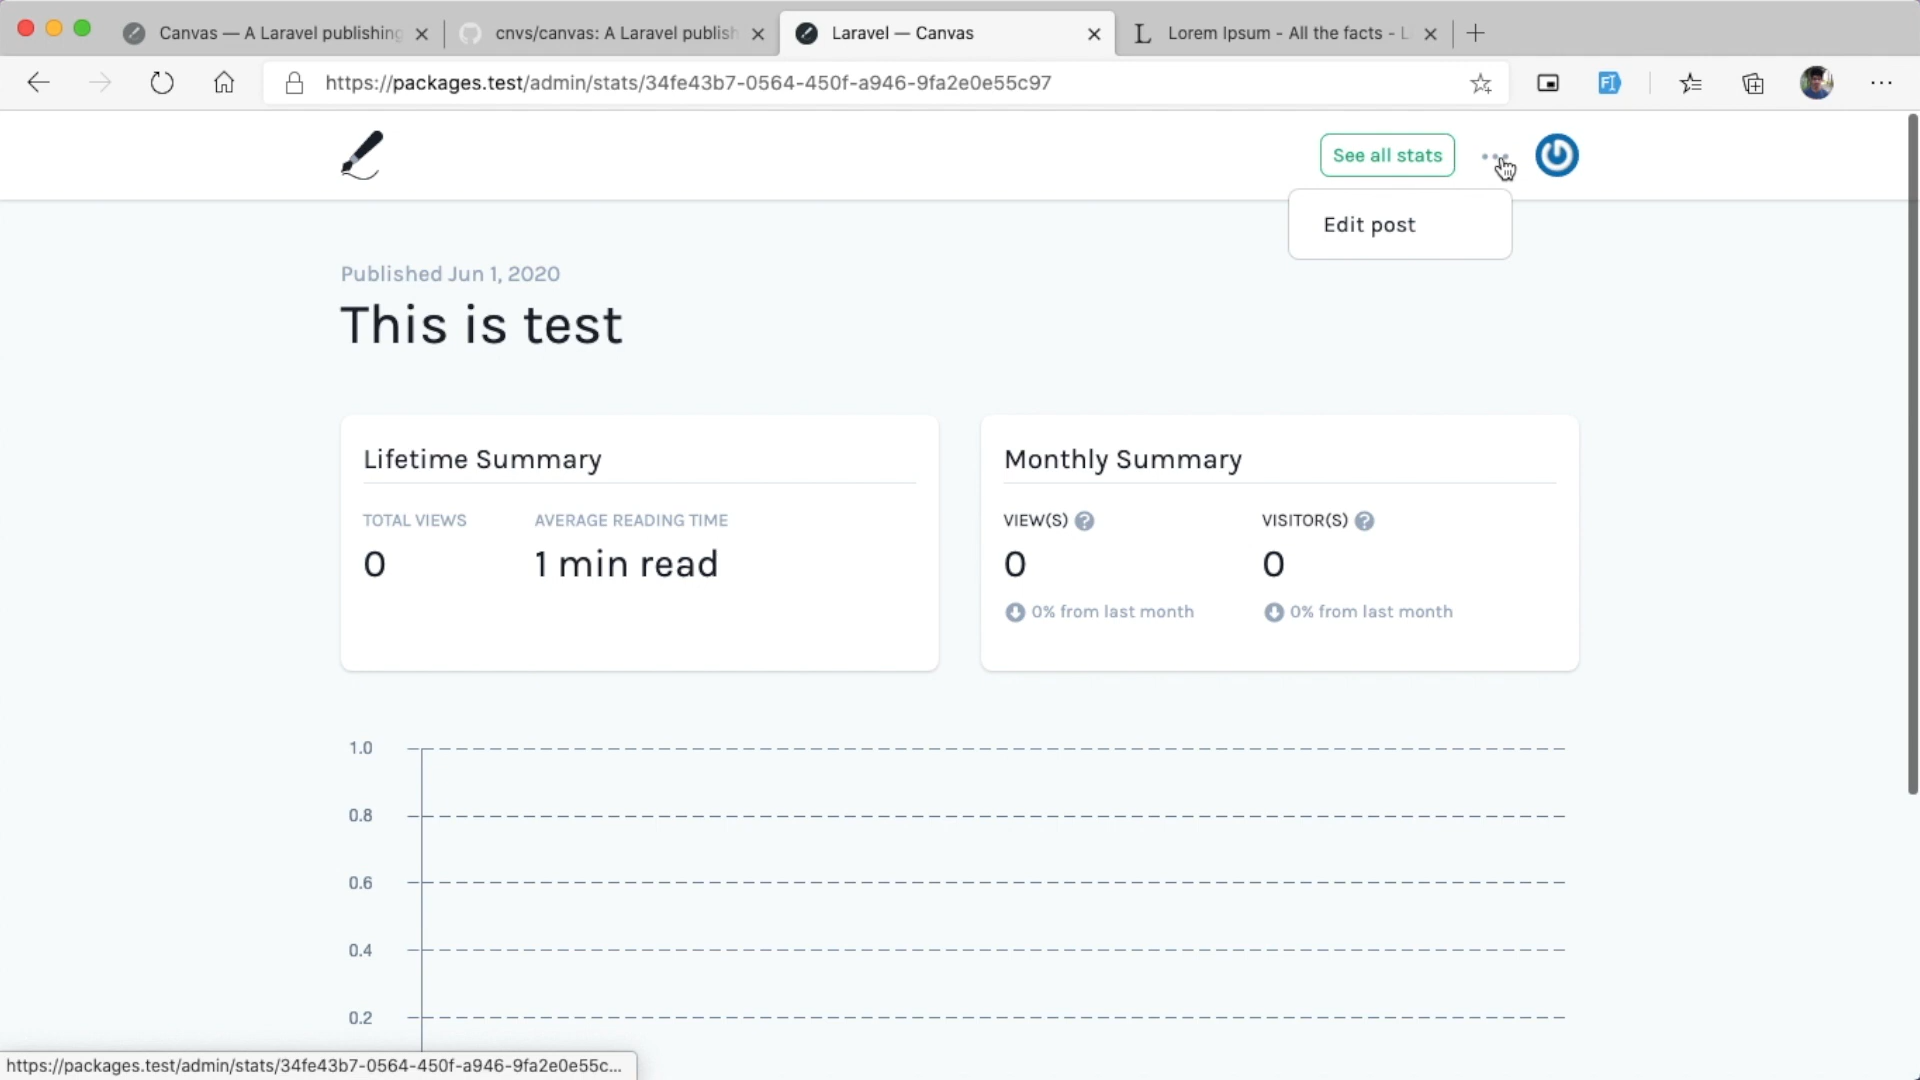 Canvas — A Laravel publishing
cnvs/canvas: A Laravel publish
Laravel — Canvas
Lorem Ipsum - All the facts - L
https://packages.test/admin/stats/34fe43b7-0564-450f-a946-9fa2e0e55c97
See all stats
Edit post
Published Jun 1, 2020
This is test
Lifetime Summary
TOTAL VIEWS
AVERAGE READING TIME
0
1 min read
Monthly Summary
VIEW(S) ?
VISITOR(S) ?
0
0
0% from last month
0% from last month
1.0
0.8
0.6
0.4
0.2
https://packages.test/admin/stats/34fe43b7-0564-450f-a946-9fa2e0e55c...